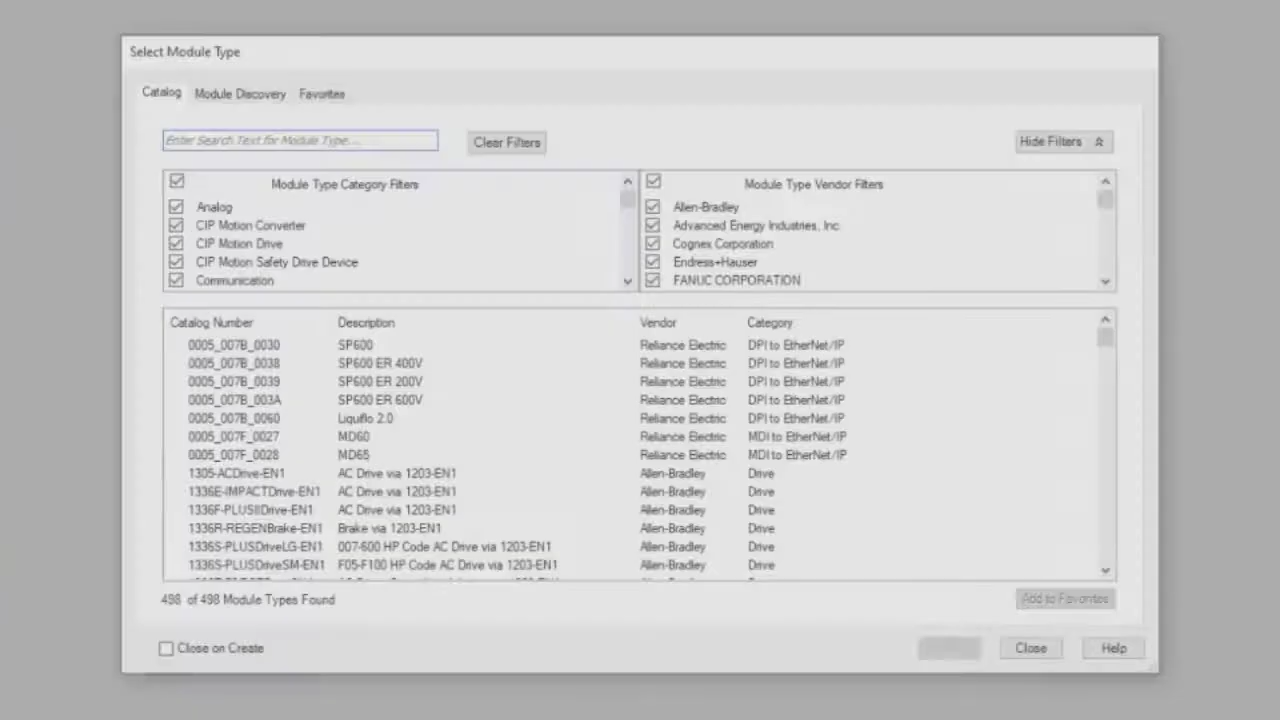 Select Module Type
Catalog Module Discovery Favorites
Enter Search Text for Module Type... Clear Filters Hide Filters
Module Type Category Filters
Analog
CIP Motion Converter
CIP Motion Drive
CIP Motion Safety Drive Device
Communication
Module Type Vendor Filters
Allen-Bradley
Advanced Energy Industries, Inc
Cognex Corporation
Endress+Hauser
FANUC CORPORATION
Catalog Number Description Vendor Category
0005_007B_0030 SP600 Reliance Electric DPI to EtherNet/IP
0005_007B_0038 SP600 ER 400V Reliance Electric DPI to EtherNet/IP
0005_007B_0039 SP600 ER 200V Reliance Electric DPI to EtherNet/IP
0005_007B_003A SP600 ER 600V Reliance Electric DPI to EtherNet/IP
0005_007B_0060 Liquiflo 2.0 Reliance Electric DPI to EtherNet/IP
0005_007F_0027 MD60 Reliance Electric MDI to EtherNet/IP
0005_007F_0028 MD65 Reliance Electric MDI to EtherNet/IP
1305-ACDrive-EN1 AC Drive via 1203-EN1 Allen-Bradley Drive
1336E-IMPACTDrive-EN1 AC Drive via 1203-EN1 Allen-Bradley Drive
1336F-PLUSIIDrive-EN1 AC Drive via 1203-EN1 Allen-Bradley Drive
1336R-REGENBrake-EN1 Brake via 1203-EN1 Allen-Bradley Drive
1336S-PLUSDriveLG-EN1 007-600 HP Code AC Drive via 1203-EN1 Allen-Bradley Drive
1336S-PLUSDriveSM-EN1 F05-F100 HP Code AC Drive via 1203-EN1 Allen-Bradley Drive
498 of 498 Module Types Found Add to Favorites
Close on Create Close Help